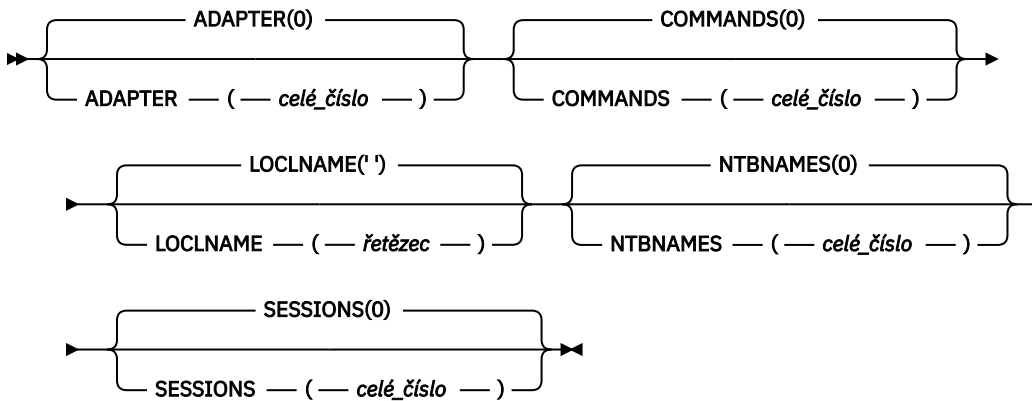 ADAPTER(0) COMMANDS(0)
ADAPTER ( celé_číslo ) COMMANDS ( celé_číslo )
LOCLNAME(' ') NTBNAMES(0)
LOCLNAME ( řetězec ) NTBNAMES ( celé_číslo )
SESSIONS(0)
SESSIONS ( celé_číslo )